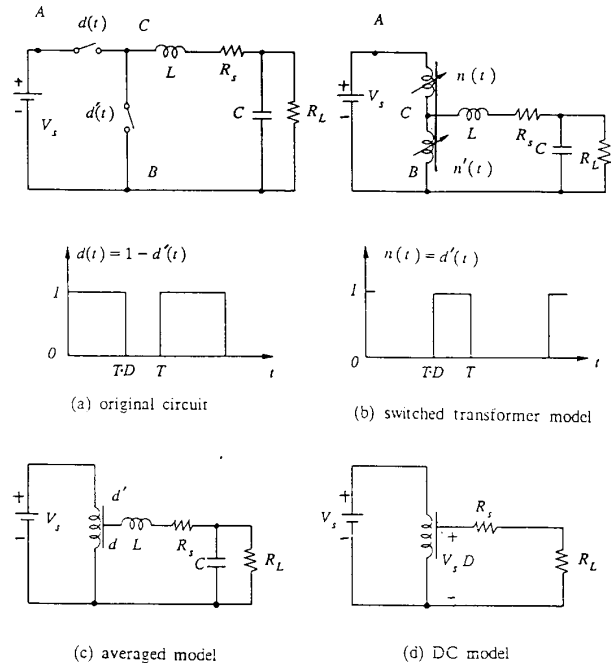 A
d(t)
C
L
R_s
+
-
V_s
d'(t)
C
R_L
B
A
+
-
V_s
n(t)
C
L
R_s
C
R_L
B
n'(t)
d(t) = 1 - d'(t)
1
0
T·D
T
t
(a) original circuit
n(t) = d'(t)
1
0
T·D
T
t
(b) switched transformer model
+
-
V_s
d'
d
L
R_s
C
R_L
(c) averaged model
+
V_s
-
R_s
+
V_s D
-
R_L
(d) DC model